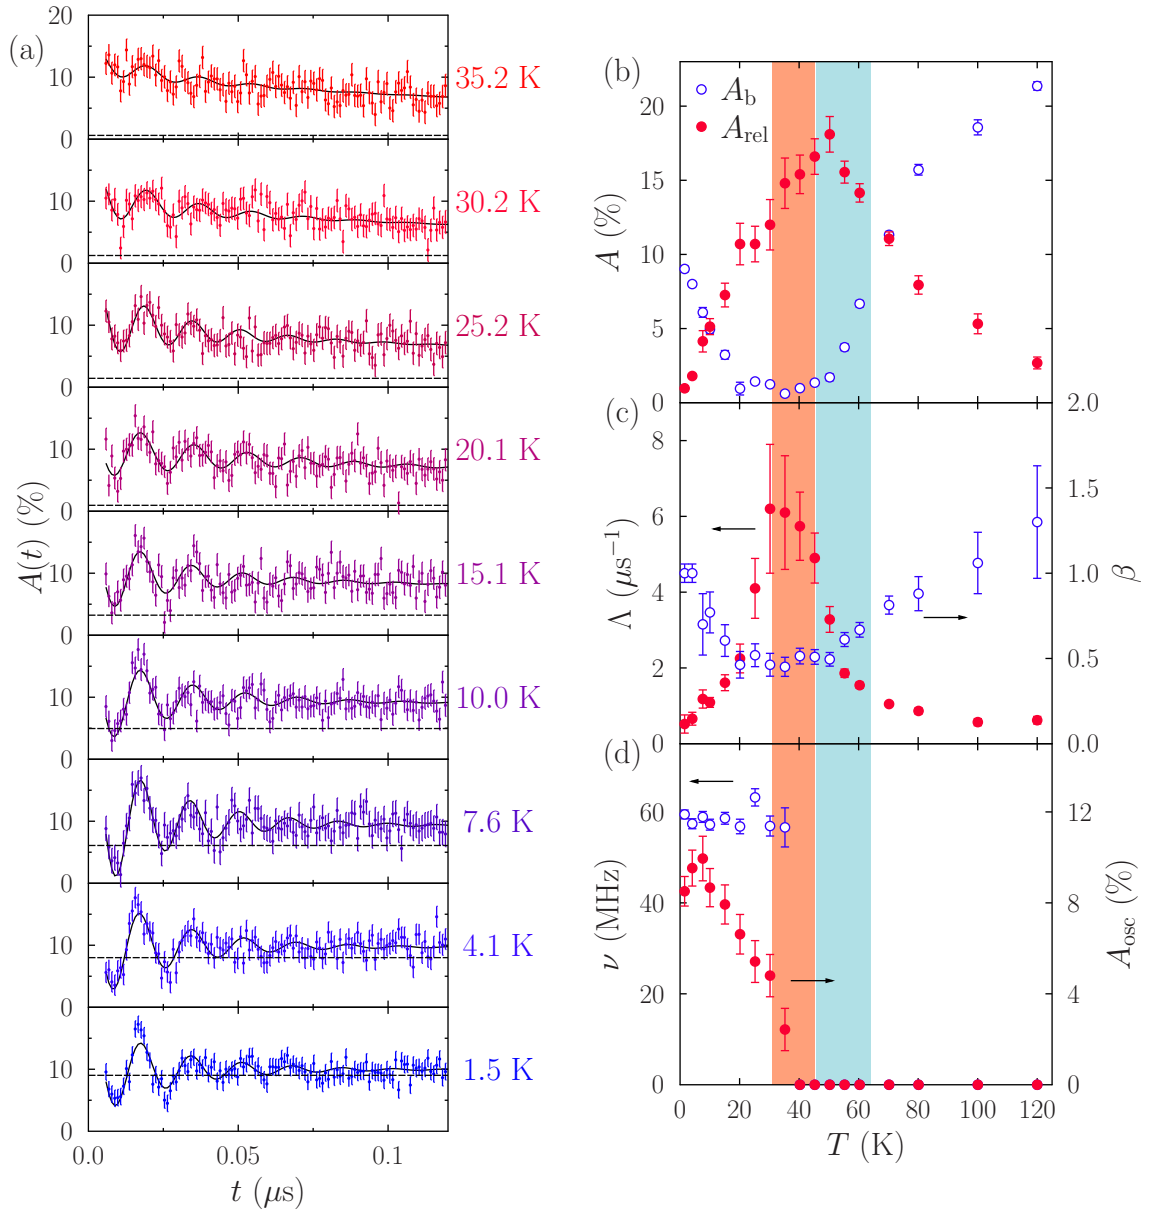 (a)
A(t) (%)
20
10
0
35.2 K
10
0
30.2 K
10
0
25.2 K
10
0
20.1 K
10
0
15.1 K
10
0
10.0 K
10
0
7.6 K
10
0
4.1 K
10
0
1.5 K
0.0 0.05 0.1
t (μs)
(b)
A_b
A_rel
A (%)
20
15
10
5
0
(c)
Λ (μs⁻¹)
8
6
4
2
0
2.0
1.5
1.0
0.5
0.0
β
(d)
ν (MHz)
60
40
20
0
12
8
4
0
A_osc (%)
0 20 40 60 80 100 120
T (K)